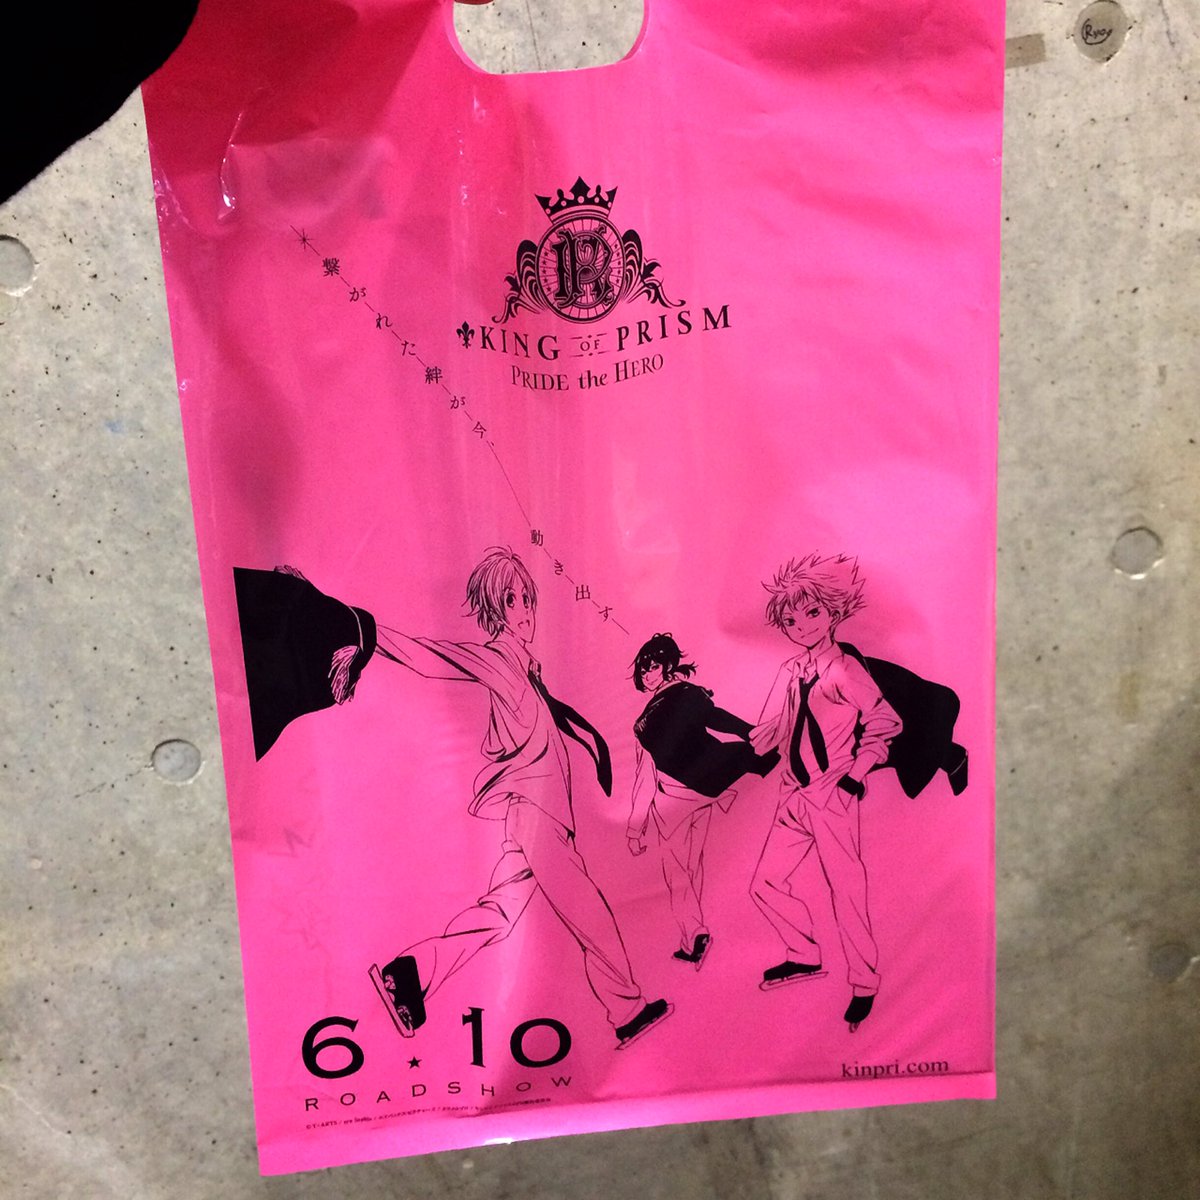 KING OF PRISM
PRIDE the HERO
繋がれた絆が今、
動き出す
6★10
ROADSHOW
kinpri.com